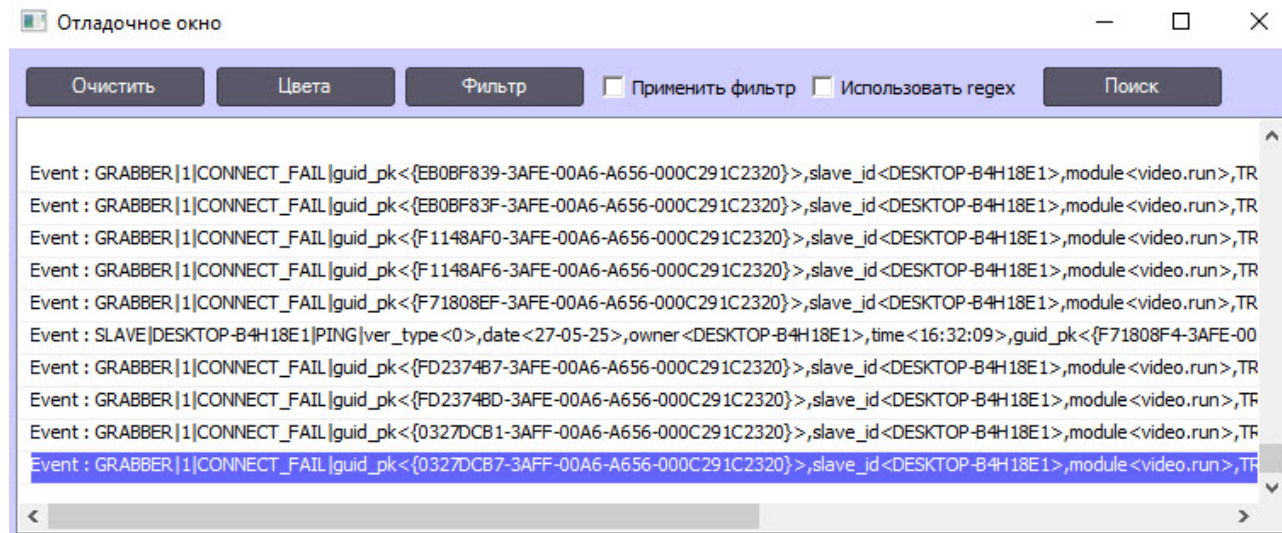 Отладочное окно
Очистить Цвета Фильтр Применить фильтр Использовать regex Поиск
Event : GRABBER|1|CONNECT_FAIL|guid_pk<{EB0BF839-3AFE-00A6-A656-000C291C2320}>,slave_id<DESKTOP-B4H18E1>,module<video.run>,TR
Event : GRABBER|1|CONNECT_FAIL|guid_pk<{EB0BF83F-3AFE-00A6-A656-000C291C2320}>,slave_id<DESKTOP-B4H18E1>,module<video.run>,TR
Event : GRABBER|1|CONNECT_FAIL|guid_pk<{F1148AF0-3AFE-00A6-A656-000C291C2320}>,slave_id<DESKTOP-B4H18E1>,module<video.run>,TR
Event : GRABBER|1|CONNECT_FAIL|guid_pk<{F1148AF6-3AFE-00A6-A656-000C291C2320}>,slave_id<DESKTOP-B4H18E1>,module<video.run>,TR
Event : GRABBER|1|CONNECT_FAIL|guid_pk<{F71808EF-3AFE-00A6-A656-000C291C2320}>,slave_id<DESKTOP-B4H18E1>,module<video.run>,TR
Event : SLAVE|DESKTOP-B4H18E1|PING|ver_type<0>,date<27-05-25>,owner<DESKTOP-B4H18E1>,time<16:32:09>,guid_pk<{F71808F4-3AFE-00
Event : GRABBER|1|CONNECT_FAIL|guid_pk<{FD2374B7-3AFE-00A6-A656-000C291C2320}>,slave_id<DESKTOP-B4H18E1>,module<video.run>,TR
Event : GRABBER|1|CONNECT_FAIL|guid_pk<{FD2374BD-3AFE-00A6-A656-000C291C2320}>,slave_id<DESKTOP-B4H18E1>,module<video.run>,TR
Event : GRABBER|1|CONNECT_FAIL|guid_pk<{0327DCB1-3AFF-00A6-A656-000C291C2320}>,slave_id<DESKTOP-B4H18E1>,module<video.run>,TR
Event : GRABBER|1|CONNECT_FAIL|guid_pk<{0327DCB7-3AFF-00A6-A656-000C291C2320}>,slave_id<DESKTOP-B4H18E1>,module<video.run>,TR